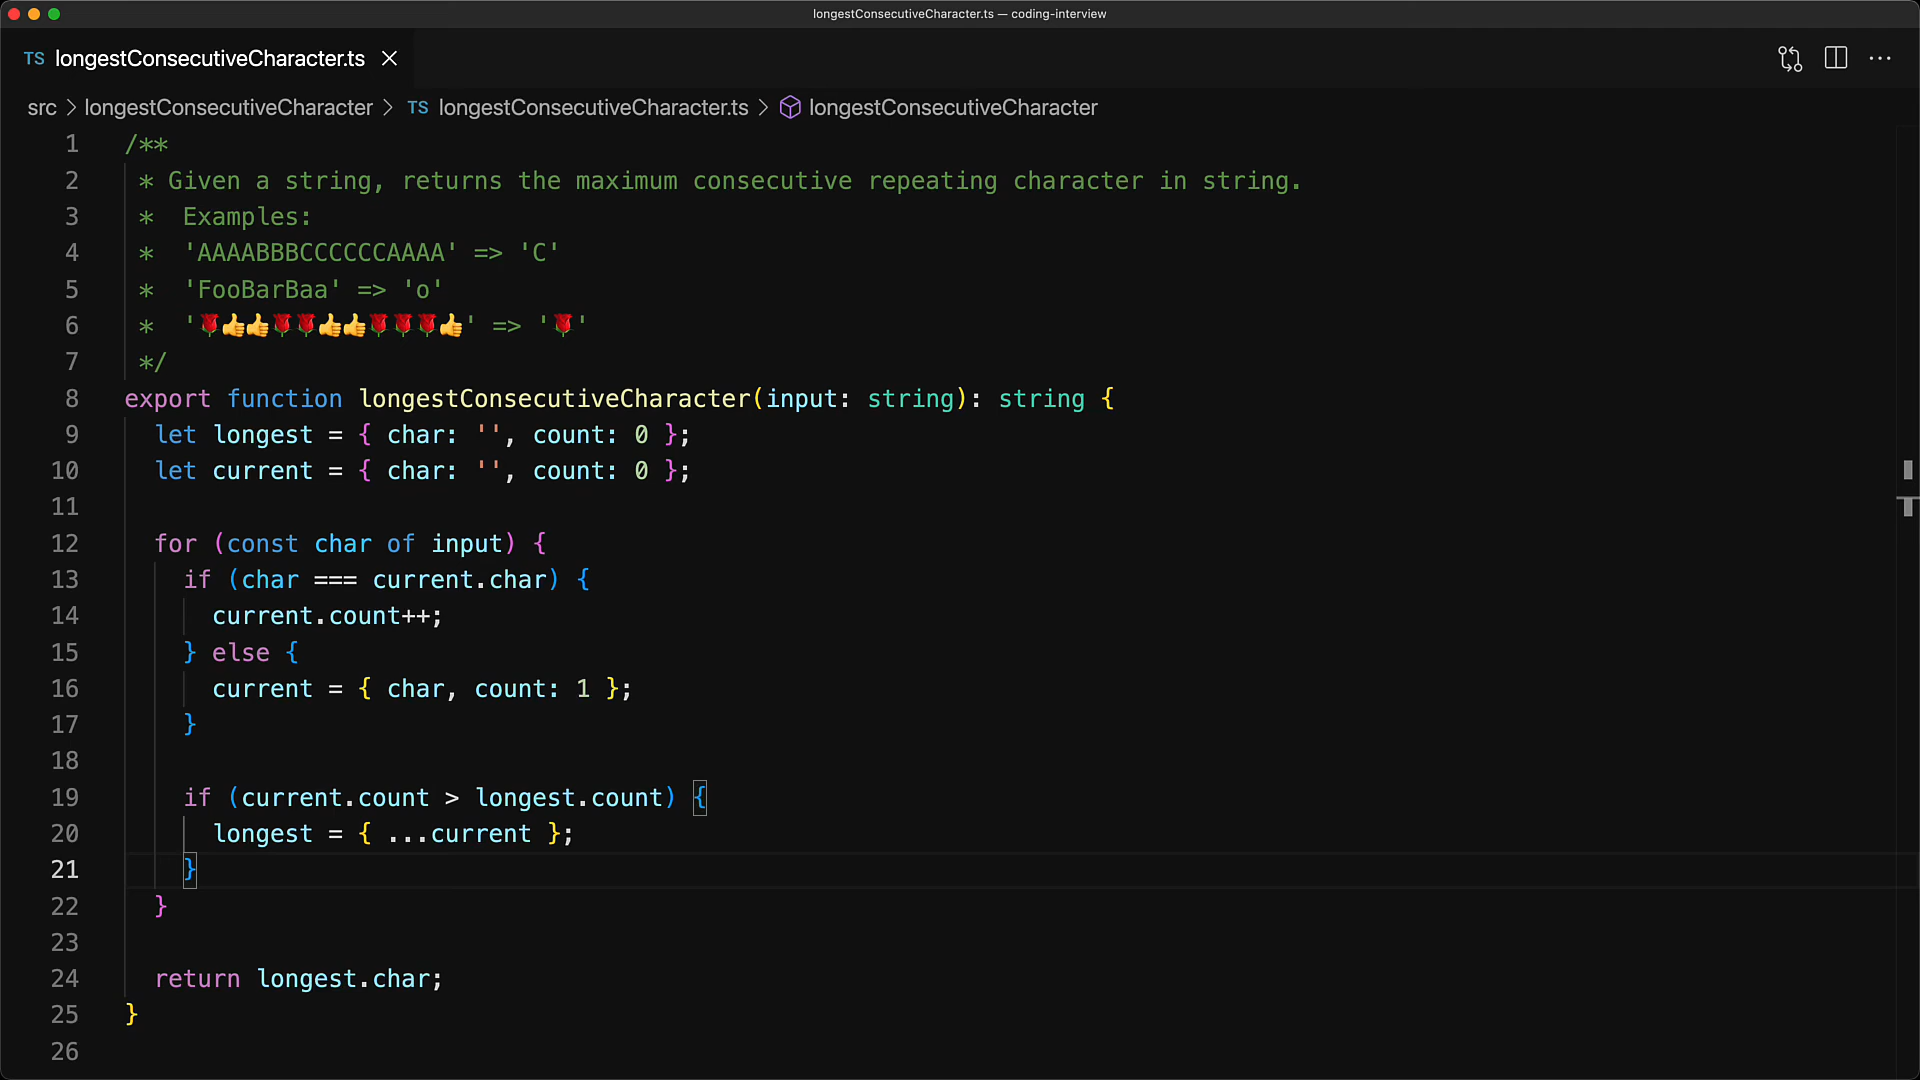 longestConsecutiveCharacter.ts — coding-interview
TS longestConsecutiveCharacter.ts
src > longestConsecutiveCharacter > TS longestConsecutiveCharacter.ts > longestConsecutiveCharacter
1 /**
2 * Given a string, returns the maximum consecutive repeating character in string.
3 * Examples:
4 * 'AAAABBBCCCCCCAAAA' => 'C'
5 * 'FooBarBaa' => 'o'
6 * '🌹👍👍🌹🌹👍👍🌹🌹🌹👍' => '🌹'
7 */
8 export function longestConsecutiveCharacter(input: string): string {
9 let longest = { char: '', count: 0 };
10 let current = { char: '', count: 0 };
11
12 for (const char of input) {
13 if (char === current.char) {
14 current.count++;
15 } else {
16 current = { char, count: 1 };
17 }
18
19 if (current.count > longest.count) {
20 longest = { ...current };
21 }
22 }
23
24 return longest.char;
25 }
26